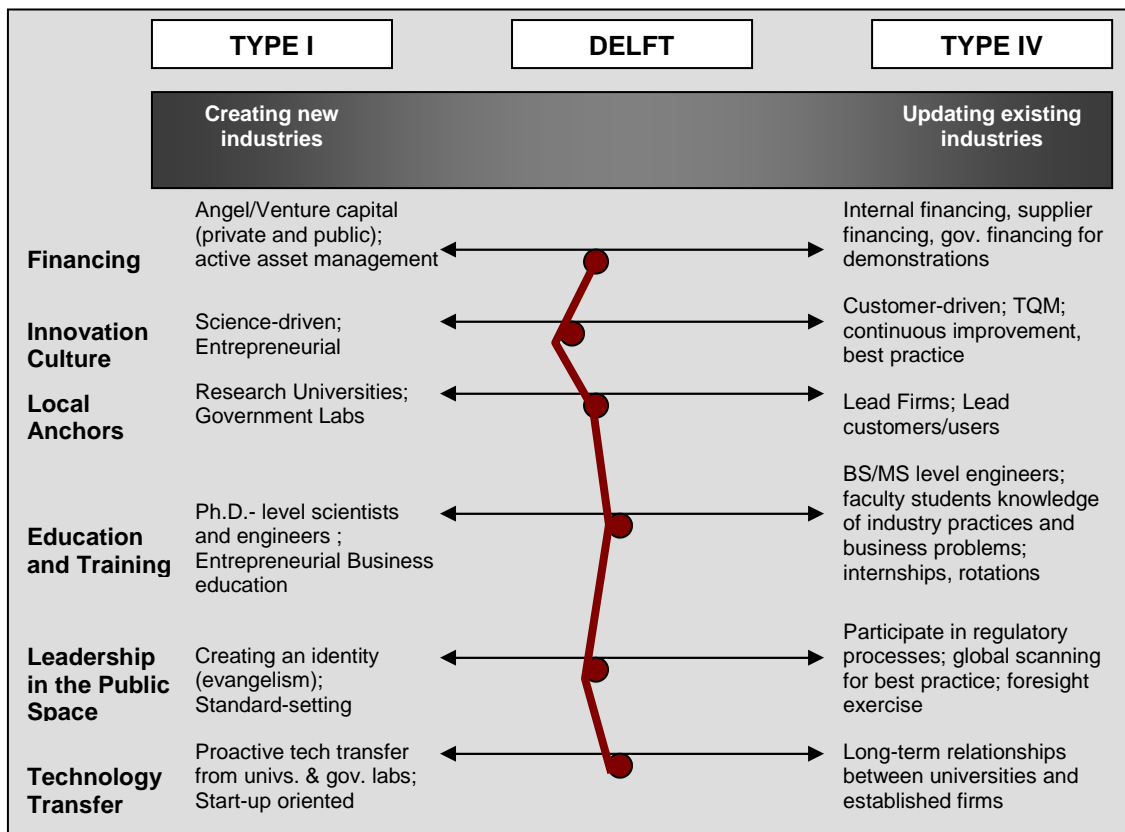 TYPE I
DELFT
TYPE IV
Creating new
industries
Updating existing
industries
Financing
Angel/Venture capital
(private and public);
active asset management
Internal financing, supplier
financing, gov. financing for
demonstrations
Innovation
Culture
Science-driven;
Entrepreneurial
Customer-driven; TQM;
continuous improvement,
best practice
Local
Anchors
Research Universities;
Government Labs
Lead Firms; Lead
customers/users
Education
and Training
Ph.D.- level scientists
and engineers ;
Entrepreneurial Business
education
BS/MS level engineers;
faculty students knowledge
of industry practices and
business problems;
internships, rotations
Leadership
in the Public
Space
Creating an identity
(evangelism);
Standard-setting
Participate in regulatory
processes; global scanning
for best practice; foresight
exercise
Technology
Transfer
Proactive tech transfer
from univs. & gov. labs;
Start-up oriented
Long-term relationships
between universities and
established firms